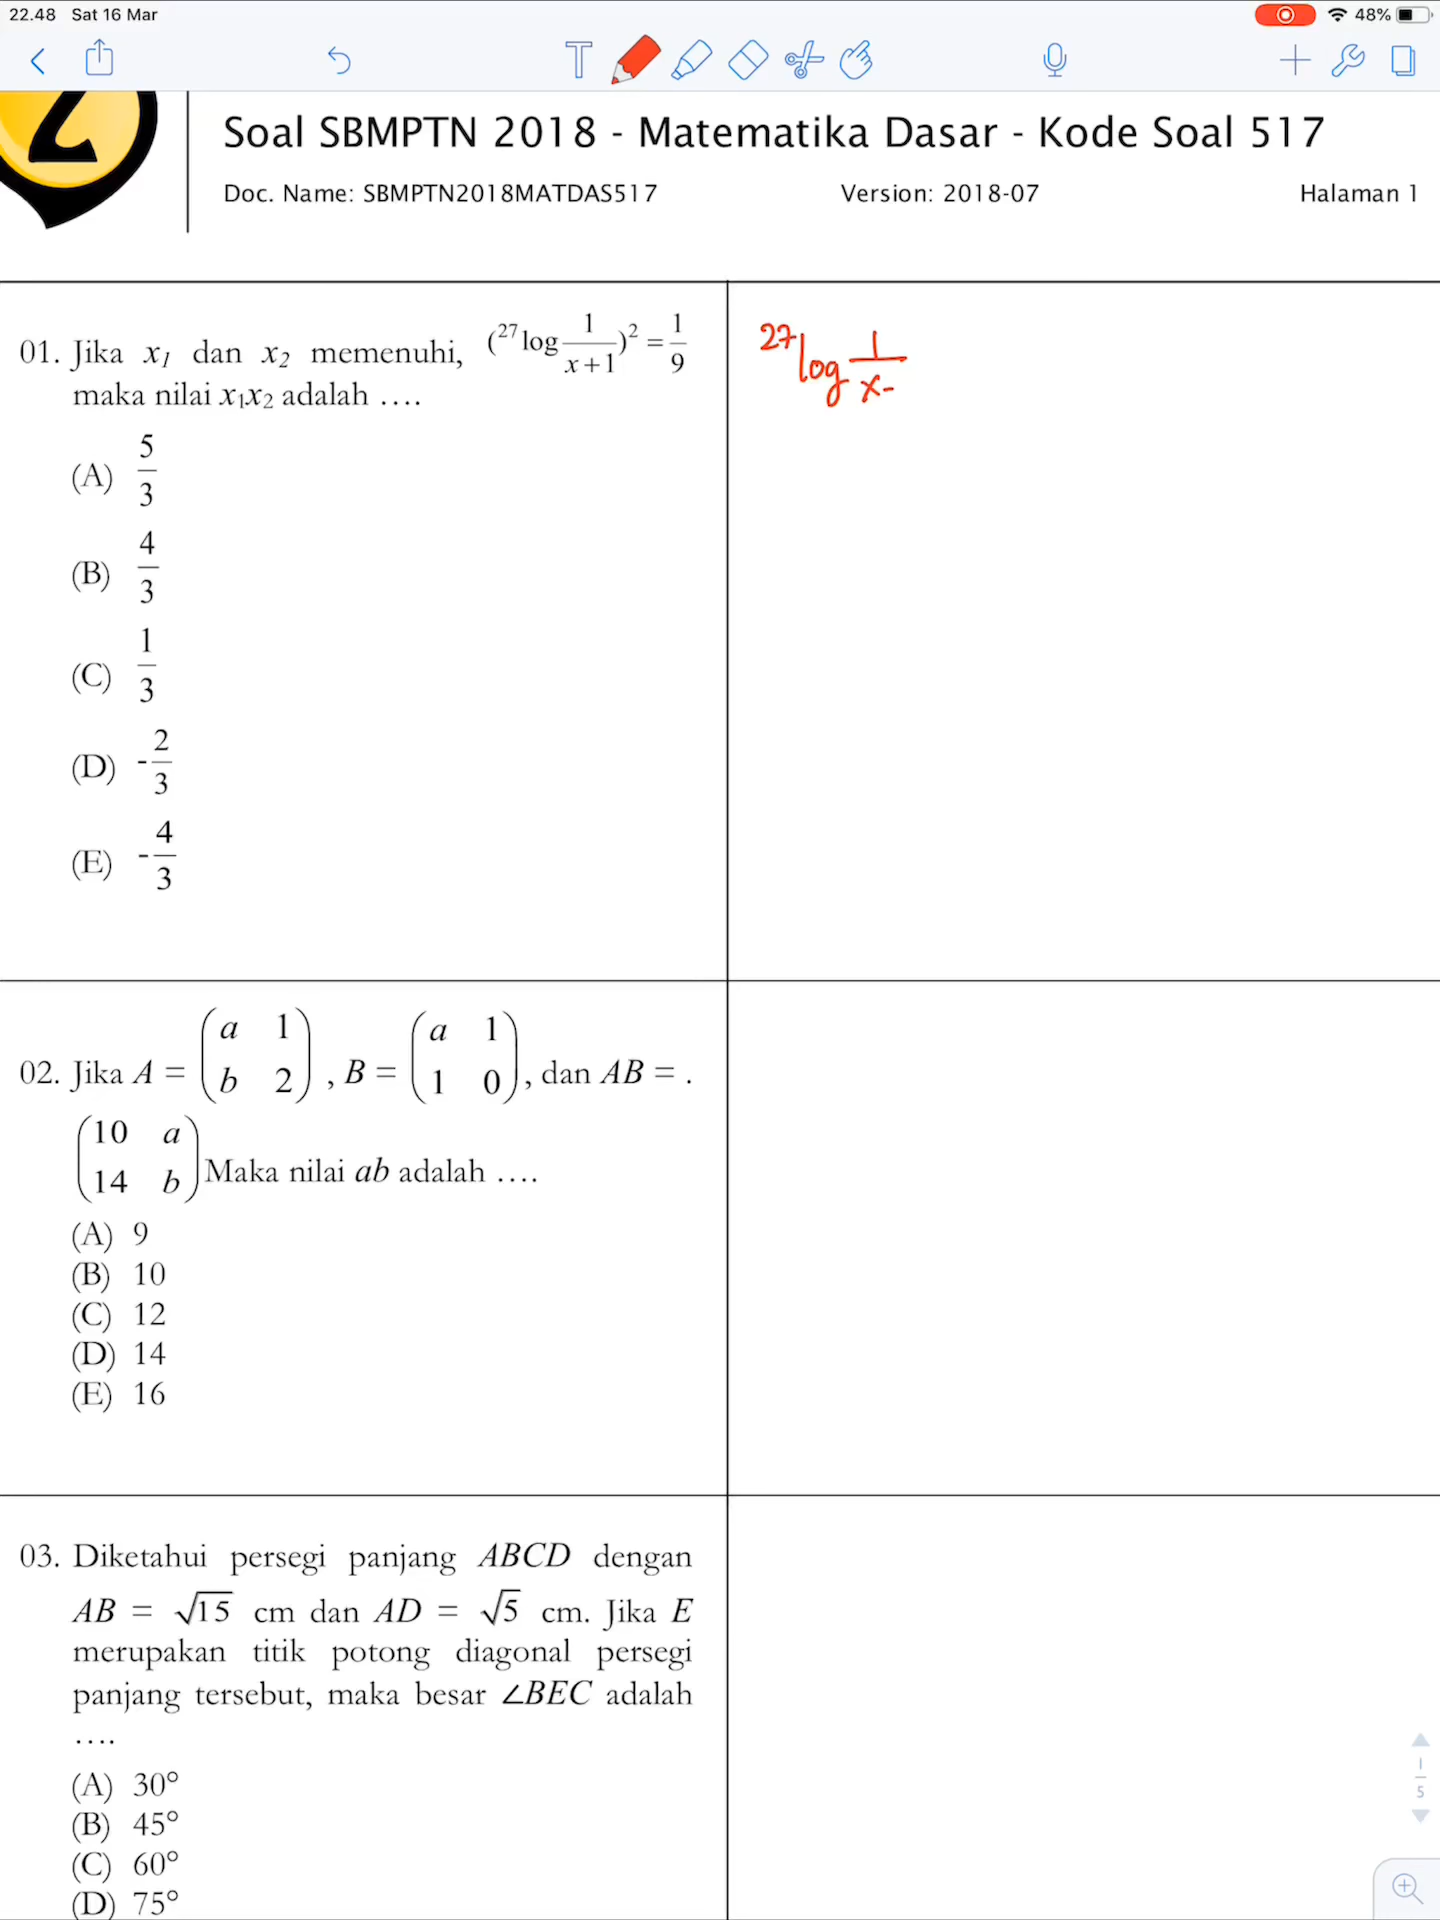 22.48 Sat 16 Mar
48%
Soal SBMPTN 2018 - Matematika Dasar - Kode Soal 517
Doc. Name: SBMPTN2018MATDAS517 Version: 2018-07 Halaman 1
01. Jika x₁ dan x₂ memenuhi, (²⁷log 1/(x+1))² = 1/9
maka nilai x₁x₂ adalah ….
(A) 5/3
(B) 4/3
(C) 1/3
(D) -2/3
(E) -4/3
²⁷log 1/x-
02. Jika A = (a 1
b 2), B = (a 1
1 0), dan AB = .
(10 a
14 b) Maka nilai ab adalah ….
(A) 9
(B) 10
(C) 12
(D) 14
(E) 16
03. Diketahui persegi panjang ABCD dengan
AB = √15 cm dan AD = √5 cm. Jika E
merupakan titik potong diagonal persegi
panjang tersebut, maka besar ∠BEC adalah
….
(A) 30°
(B) 45°
(C) 60°
(D) 75°
1
5